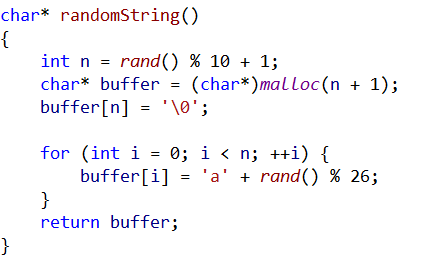 char* randomString()
{
    int n = rand() % 10 + 1;
    char* buffer = (char*)malloc(n + 1);
    buffer[n] = '\0';

    for (int i = 0; i < n; ++i) {
        buffer[i] = 'a' + rand() % 26;
    }
    return buffer;
}